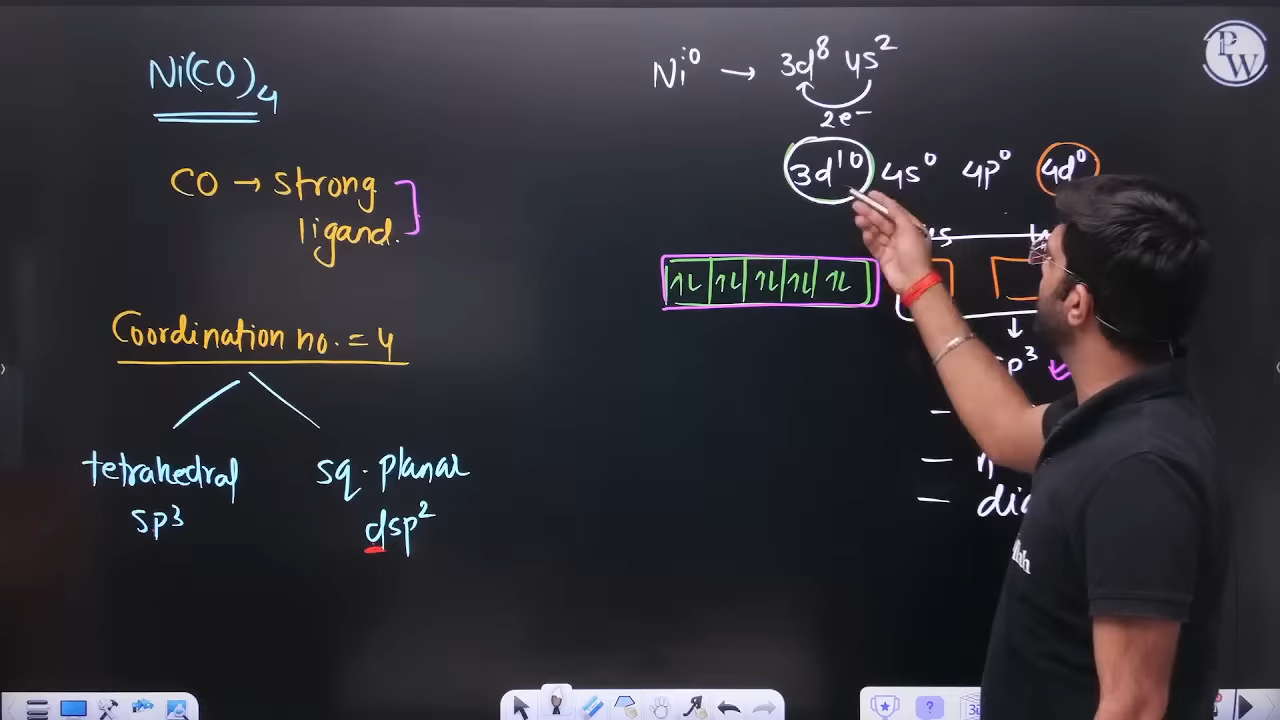 Ni(CO)4
CO → strong
ligand.
Coordination no. = 4
tetrahedral
sp3
sq. planar
dsp²
Ni⁰ → 3d⁸ 4s²
2e⁻
3d¹⁰ 4s⁰ 4p⁰ 4d⁰
PW